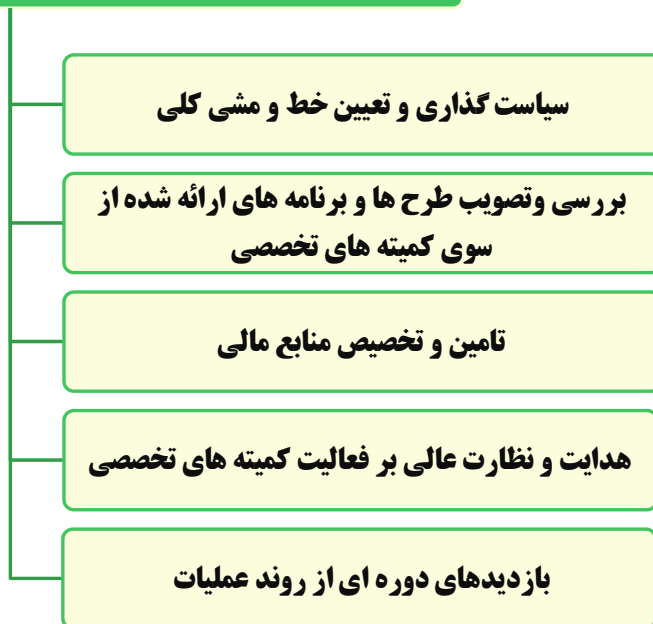 سیاست گذاری و تعیین خط و مشی کلی
بررسی وتصویب طرح ها و برنامه های ارائه شده از
سوی کمیته های تخصصی
تامین و تخصیص منابع مالی
هدایت و نظارت عالی بر فعالیت کمیته های تخصصی
بازدیدهای دوره ای از روند عملیات